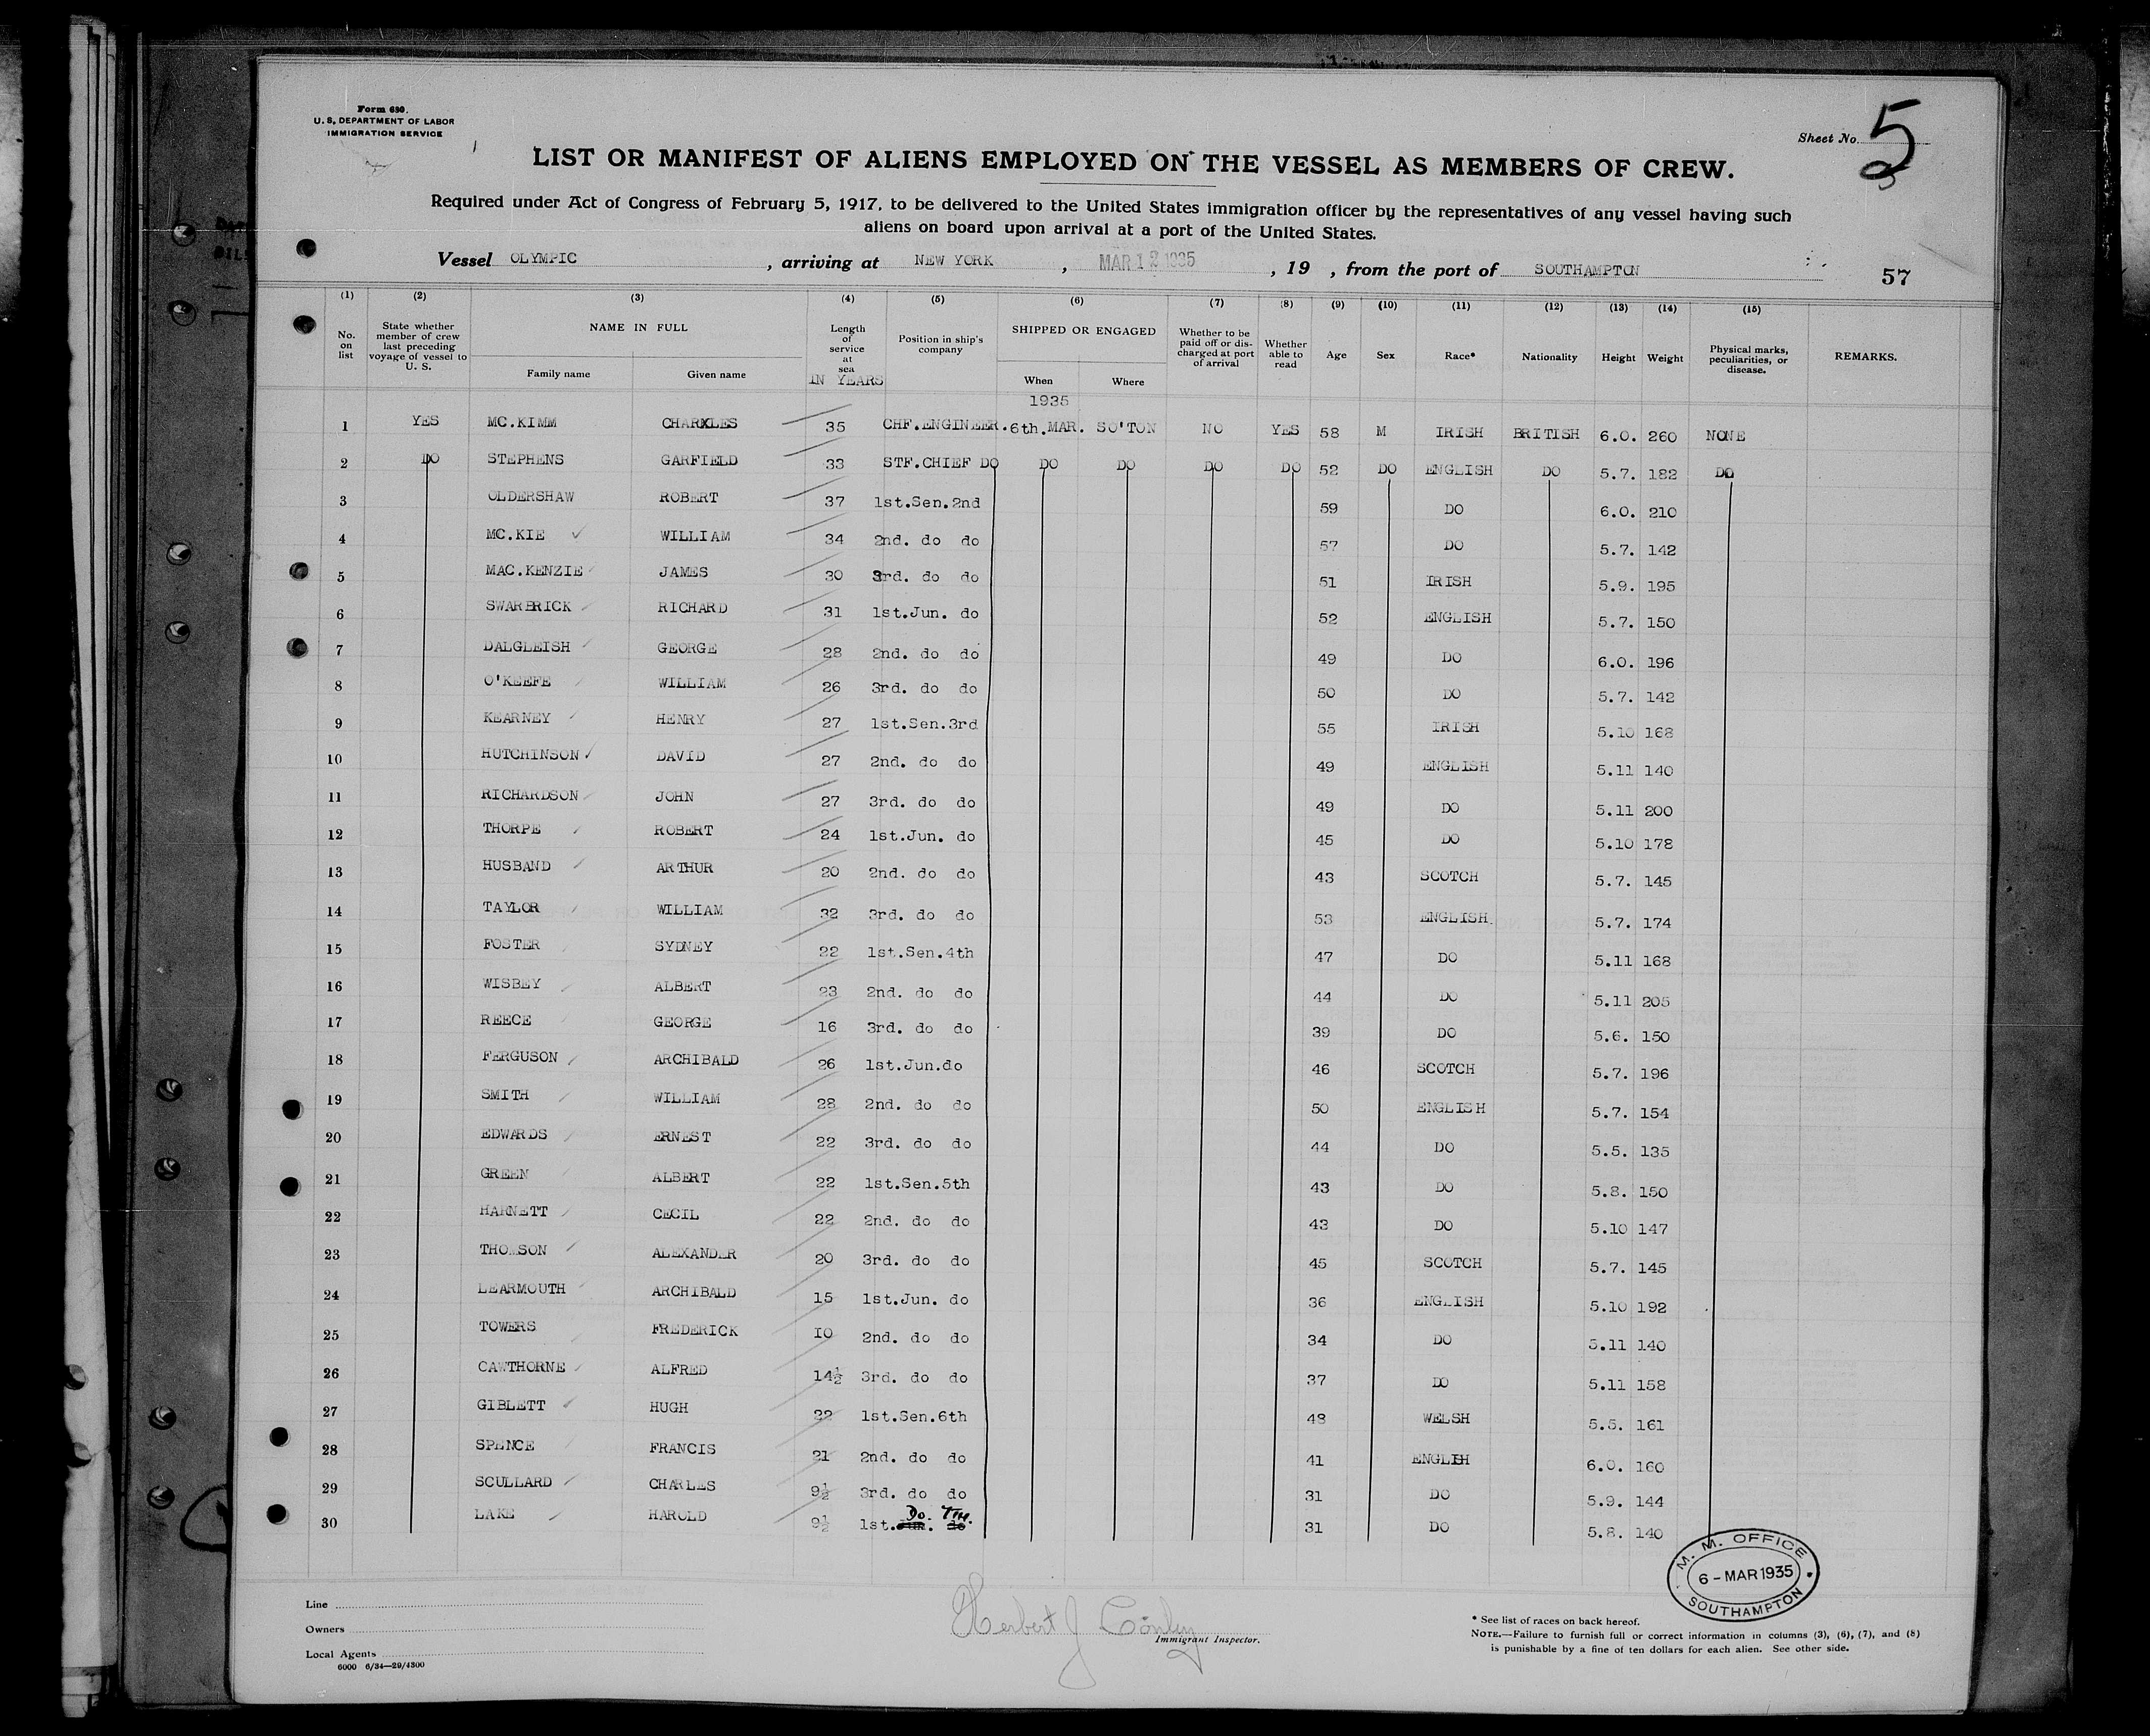 Form 680.
U. S. DEPARTMENT OF LABOR
IMMIGRATION SERVICE
Sheet No. 5
LIST OR MANIFEST OF ALIENS EMPLOYED ON THE VESSEL AS MEMBERS OF CREW.
Required under Act of Congress of February 5, 1917, to be delivered to the United States immigration officer by the representatives of any vessel having such
aliens on board upon arrival at a port of the United States.
Vessel OLYMPIC, arriving at NEW YORK, MAR 12 1935, 19 , from the port of SOUTHAMPTON 57
(1) (2) (3) (4) (5) (6) (7) (8) (9) (10) (11) (12) (13) (14) (15)
No. on list State whether member of crew last preceding voyage of vessel to U. S. NAME IN FULL Family name Given name Length of service at sea IN YEARS Position in ship's company SHIPPED OR ENGAGED When Where Whether to be paid off or discharged at port of arrival Whether able to read Age Sex Race* Nationality Height Weight Physical marks, peculiarities, or disease. REMARKS.
1935
1 YES MC.KIMM CHARLES 35 CHF.ENGINEER. 6th.MAR. SO'TON NO YES 58 M IRISH BRITISH 6.0. 260 NONE
2 DO STEPHENS GARFIELD 33 STF.CHIEF DO DO DO DO DO 52 DO ENGLISH DO 5.7. 182 DO
3 OLDERSHAW ROBERT 37 1st.Sen.2nd 59 DO 6.0. 210
4 MC.KIE WILLIAM 34 2nd. do do 57 DO 5.7. 142
5 MAC.KENZIE JAMES 30 3rd. do do 51 IRISH 5.9. 195
6 SWARBRICK RICHARD 31 1st.Jun. do 52 ENGLISH 5.7. 150
7 DALGLEISH GEORGE 28 2nd. do do 49 DO 6.0. 196
8 O'KEEFE WILLIAM 26 3rd. do do 50 DO 5.7. 142
9 KEARNEY HENRY 27 1st.Sen.3rd 55 IRISH 5.10 168
10 HUTCHINSON DAVID 27 2nd. do do 49 ENGLISH 5.11 140
11 RICHARDSON JOHN 27 3rd. do do 49 DO 5.11 200
12 THORPE ROBERT 24 1st.Jun. do 45 DO 5.10 178
13 HUSBAND ARTHUR 20 2nd. do do 43 SCOTCH 5.7. 145
14 TAYLOR WILLIAM 32 3rd. do do 53 ENGLISH. 5.7. 174
15 FOSTER SYDNEY 22 1st.Sen.4th 47 DO 5.11 168
16 WISBEY ALBERT 23 2nd. do do 44 DO 5.11 205
17 REECE GEORGE 16 3rd. do do 39 DO 5.6. 150
18 FERGUSON ARCHIBALD 26 1st.Jun.do 46 SCOTCH 5.7. 196
19 SMITH WILLIAM 28 2nd. do do 50 ENGLISH 5.7. 154
20 EDWARDS ERNEST 22 3rd. do do 44 DO 5.5. 135
21 GREEN ALBERT 22 1st.Sen.5th 43 DO 5.8. 150
22 HARNETT CECIL 22 2nd. do do 43 DO 5.10 147
23 THOMSON ALEXANDER 20 3rd. do do 45 SCOTCH 5.7. 145
24 LEARMOUTH ARCHIBALD 15 1st.Jun. do 36 ENGLISH 5.10 192
25 TOWERS FREDERICK IO 2nd. do do 34 DO 5.11 140
26 CAWTHORNE ALFRED 14½ 3rd. do do 37 DO 5.11 158
27 GIBLETT HUGH 22 1st.Sen.6th 48 WELSH 5.5. 161
28 SPENCE FRANCIS 21 2nd. do do 41 ENGLISH 6.0. 160
29 SCULLARD CHARLES 9½ 3rd. do do 31 DO 5.9. 144
30 LAKE HAROLD 9½ 1st. Do. 7TH. 31 DO 5.8. 140
M. M. OFFICE
6 - MAR 1935
SOUTHAMPTON
Line
Owners
Local Agents
6000 6/34—29/4300
Herbert J Conley
Immigrant Inspector.
* See list of races on back hereof.
NOTE.—Failure to furnish full or correct information in columns (3), (6), (7), and (8)
is punishable by a fine of ten dollars for each alien. See other side.